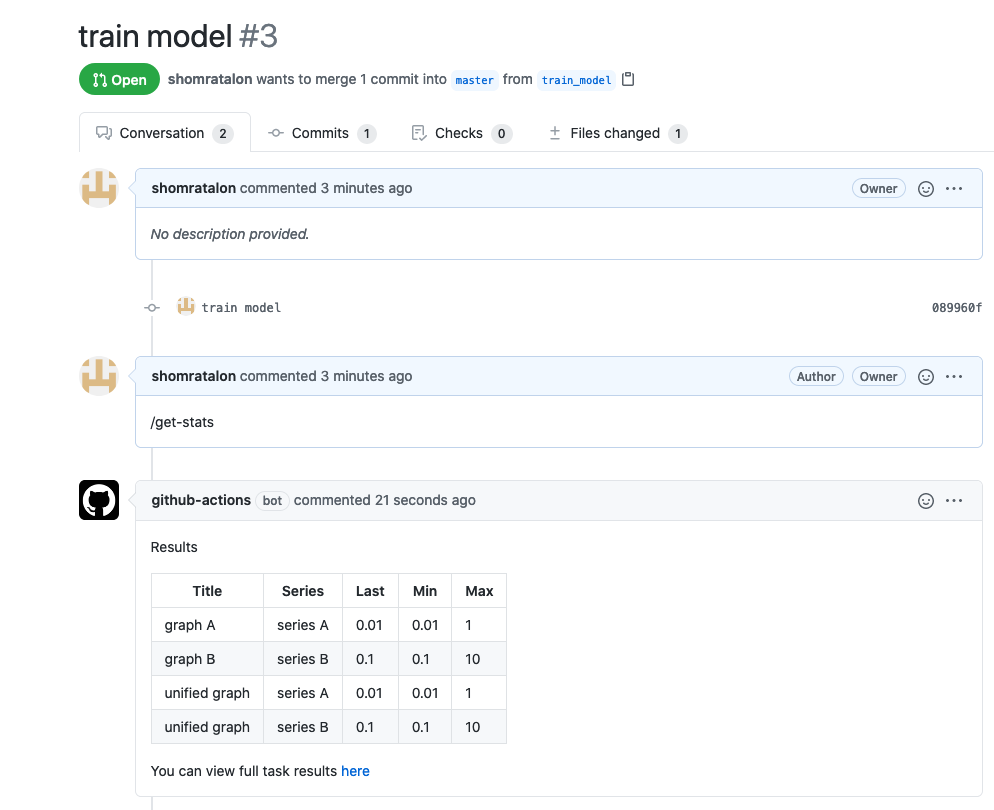 train model #3
Open shomratalon wants to merge 1 commit into master from train_model
Conversation 2 Commits 1 Checks 0 Files changed 1
shomratalon commented 3 minutes ago Owner
No description provided.
train model 089960f
shomratalon commented 3 minutes ago Author Owner
/get-stats
github-actions bot commented 21 seconds ago
Results
Title Series Last Min Max
graph A series A 0.01 0.01 1
graph B series B 0.1 0.1 10
unified graph series A 0.01 0.01 1
unified graph series B 0.1 0.1 10
You can view full task results here